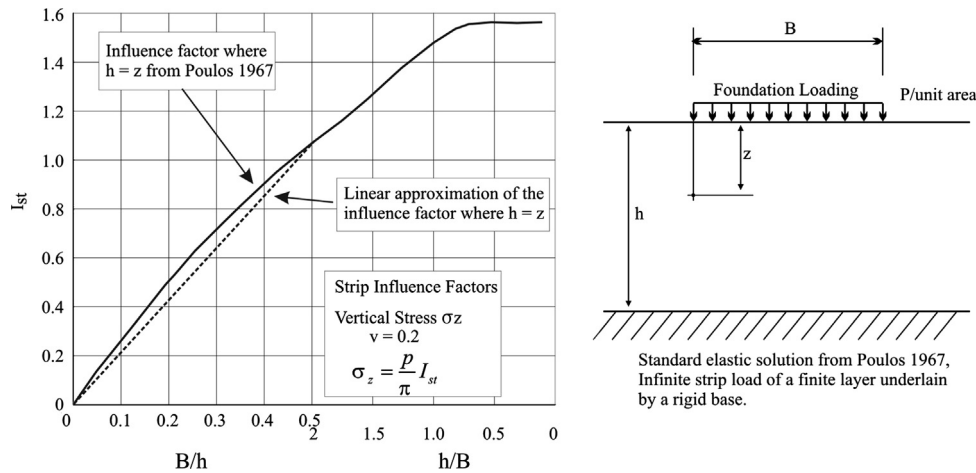 1.6
1.4
1.2
1.0
0.8
0.6
0.4
0.2
0
I_st
Influence factor where
h = z from Poulos 1967
Linear approximation of the
influence factor where h = z
Strip Influence Factors
Vertical Stress σz
v = 0.2
σ_z = p/π I_st
0 0.1 0.2 0.3 0.4 0.5
2 1.5 1.0 0.5 0
B/h h/B
B
Foundation Loading P/unit area
z
h
Standard elastic solution from Poulos 1967,
Infinite strip load of a finite layer underlain
by a rigid base.